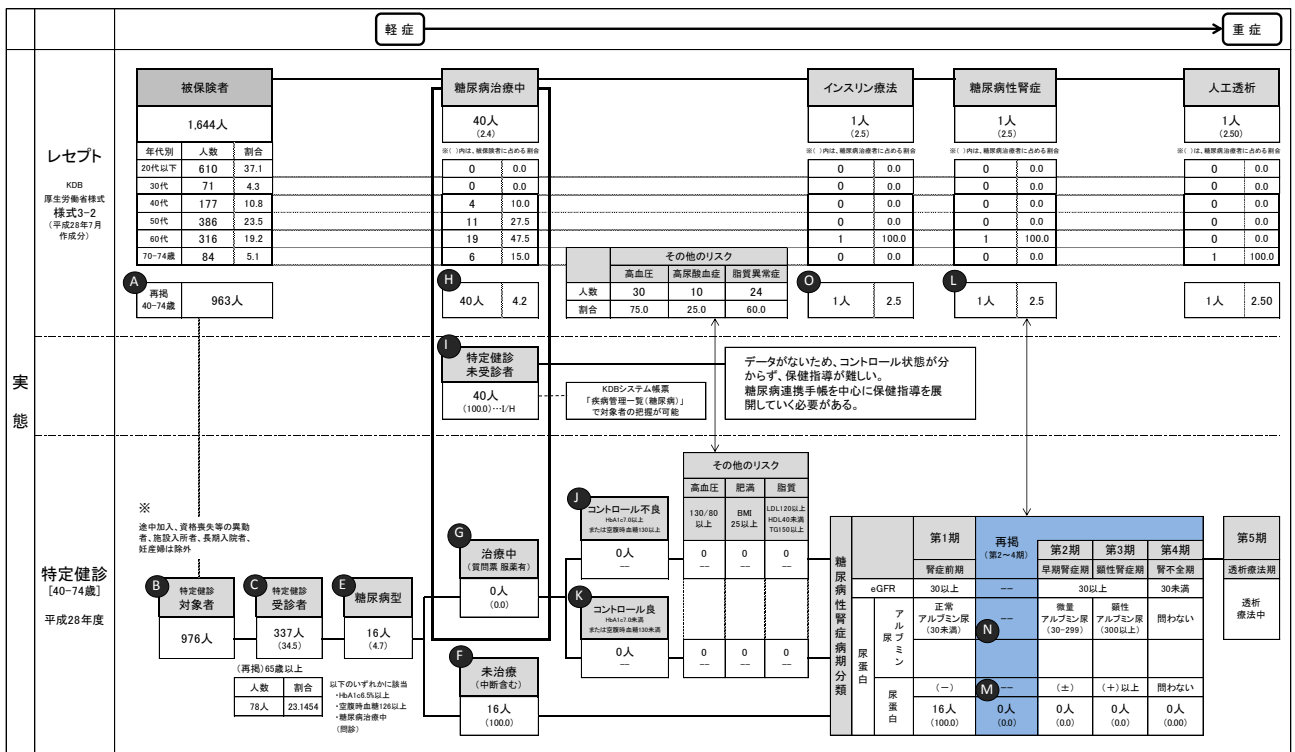 軽症
重症
実態
レセプト
KDB
厚生労働省様式
様式3-2
(平成28年7月
作成分)
被保険者
1,644人
年代別 人数 割合
20代以下 610 37.1
30代 71 4.3
40代 177 10.8
50代 386 23.5
60代 316 19.2
70-74歳 84 5.1
A
再掲
40-74歳
963人
糖尿病治療中
40人
(2.4)
※( )内は、被保険者に占める割合
0 0.0
0 0.0
4 10.0
11 27.5
19 47.5
6 15.0
H
40人 4.2
その他のリスク
高血圧 高尿酸血症 脂質異常症
人数 30 10 24
割合 75.0 25.0 60.0
インスリン療法
1人
(2.5)
※( )内は、糖尿病治療者に占める割合
0 0.0
0 0.0
0 0.0
0 0.0
1 100.0
0 0.0
O
1人 2.5
糖尿病性腎症
1人
(2.5)
※( )内は、糖尿病治療者に占める割合
0 0.0
0 0.0
0 0.0
0 0.0
1 100.0
0 0.0
L
1人 2.5
人工透析
1人
(2.50)
※( )は、糖尿病治療者に占める割合
0 0.0
0 0.0
0 0.0
0 0.0
0 0.0
1 100.0
1人 2.50
I
特定健診
未受診者
40人
(100.0)…I/H
KDBシステム帳票
「疾病管理一覧(糖尿病)」
で対象者の把握が可能
データがないため、コントロール状態が分
からず、保健指導が難しい。
糖尿病連携手帳を中心に保健指導を展
開していく必要がある。
特定健診
[40-74歳]
平成28年度
※
途中加入、資格喪失等の異動
者、施設入所者、長期入院者、
妊産婦は除外
B
特定健診
対象者
976人
C
特定健診
受診者
337人
(34.5)
E
糖尿病型
16人
(4.7)
(再掲)65歳以上
人数 割合
78人 23.1454
以下のいずれかに該当
・HbA1c6.5%以上
・空腹時血糖126以上
・糖尿病治療中
(問診)
G
治療中
(質問票 服薬有)
0人
(0.0)
F
未治療
(中断含む)
16人
(100.0)
J
コントロール不良
HbA1c7.0以上
または空腹時血糖130以上
0人
--
K
コントロール良
HbA1c7.0未満
または空腹時血糖130未満
0人
--
その他のリスク
高血圧 肥満 脂質
130/80
以上
BMI
25以上
LDL120以上
HDL40未満
TG150以上
0 0 0
-- -- --
0 0 0
-- -- --
糖尿病性腎症病期分類
第1期 再掲
(第2～4期)
第2期 第3期 第4期 第5期
腎症前期 早期腎症期 顕性腎症期 腎不全期 透析療法期
eGFR 30以上 -- 30以上 30未満
透析
療法中
尿蛋白
尿アルブミン
正常
アルブミン尿
(30未満)
N
--
微量
アルブミン尿
(30-299)
顕性
アルブミン尿
(300以上)
問わない
尿蛋白
(－) M -- (±) (+)以上 問わない
16人 0人 0人 0人 0人
(100.0) (0.0) (0.0) (0.0) (0.00)